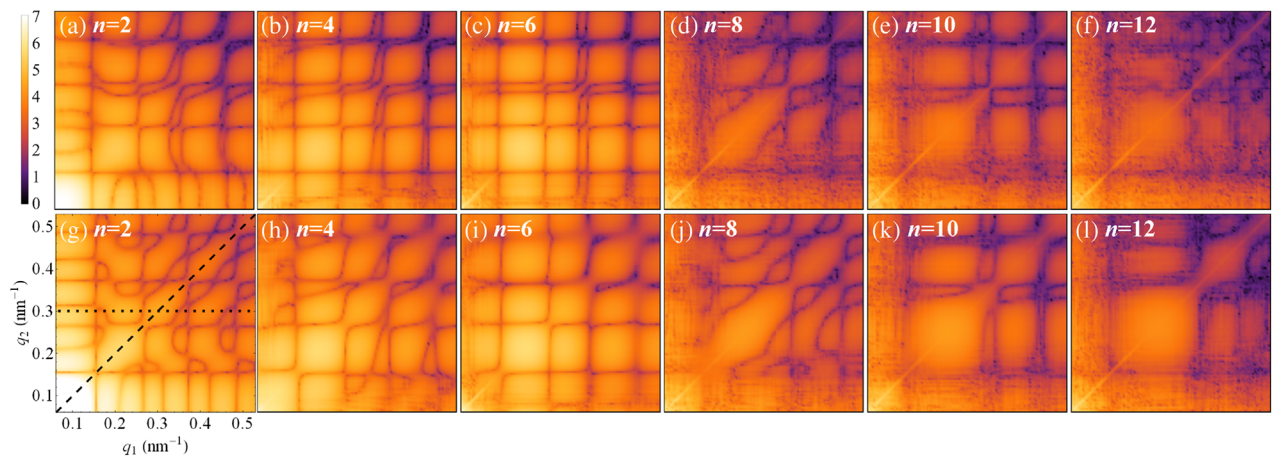 7
6
5
4
3
2
1
0
(a) n=2
(b) n=4
(c) n=6
(d) n=8
(e) n=10
(f) n=12
(g) n=2
(h) n=4
(i) n=6
(j) n=8
(k) n=10
(l) n=12
0.5
0.4
0.3
0.2
0.1
q₂ (nm⁻¹)
0.1 0.2 0.3 0.4 0.5
q₁ (nm⁻¹)